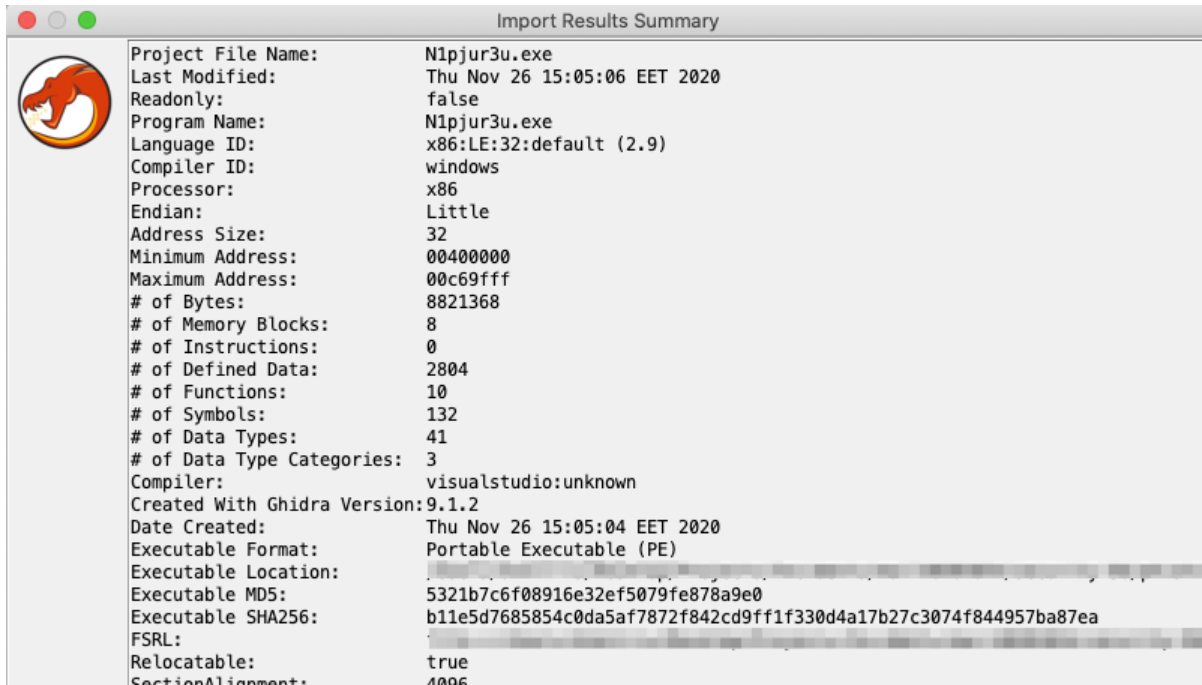 Import Results Summary
Project File Name: N1pjur3u.exe
Last Modified: Thu Nov 26 15:05:06 EET 2020
Readonly: false
Program Name: N1pjur3u.exe
Language ID: x86:LE:32:default (2.9)
Compiler ID: windows
Processor: x86
Endian: Little
Address Size: 32
Minimum Address: 00400000
Maximum Address: 00c69fff
# of Bytes: 8821368
# of Memory Blocks: 8
# of Instructions: 0
# of Defined Data: 2804
# of Functions: 10
# of Symbols: 132
# of Data Types: 41
# of Data Type Categories: 3
Compiler: visualstudio:unknown
Created With Ghidra Version: 9.1.2
Date Created: Thu Nov 26 15:05:04 EET 2020
Executable Format: Portable Executable (PE)
Executable Location:
Executable MD5: 5321b7c6f08916e32ef5079fe878a9e0
Executable SHA256: b11e5d7685854c0da5af7872f842cd9ff1f330d4a17b27c3074f844957ba87ea
FSRL:
Relocatable: true
SectionAlignment: 4096